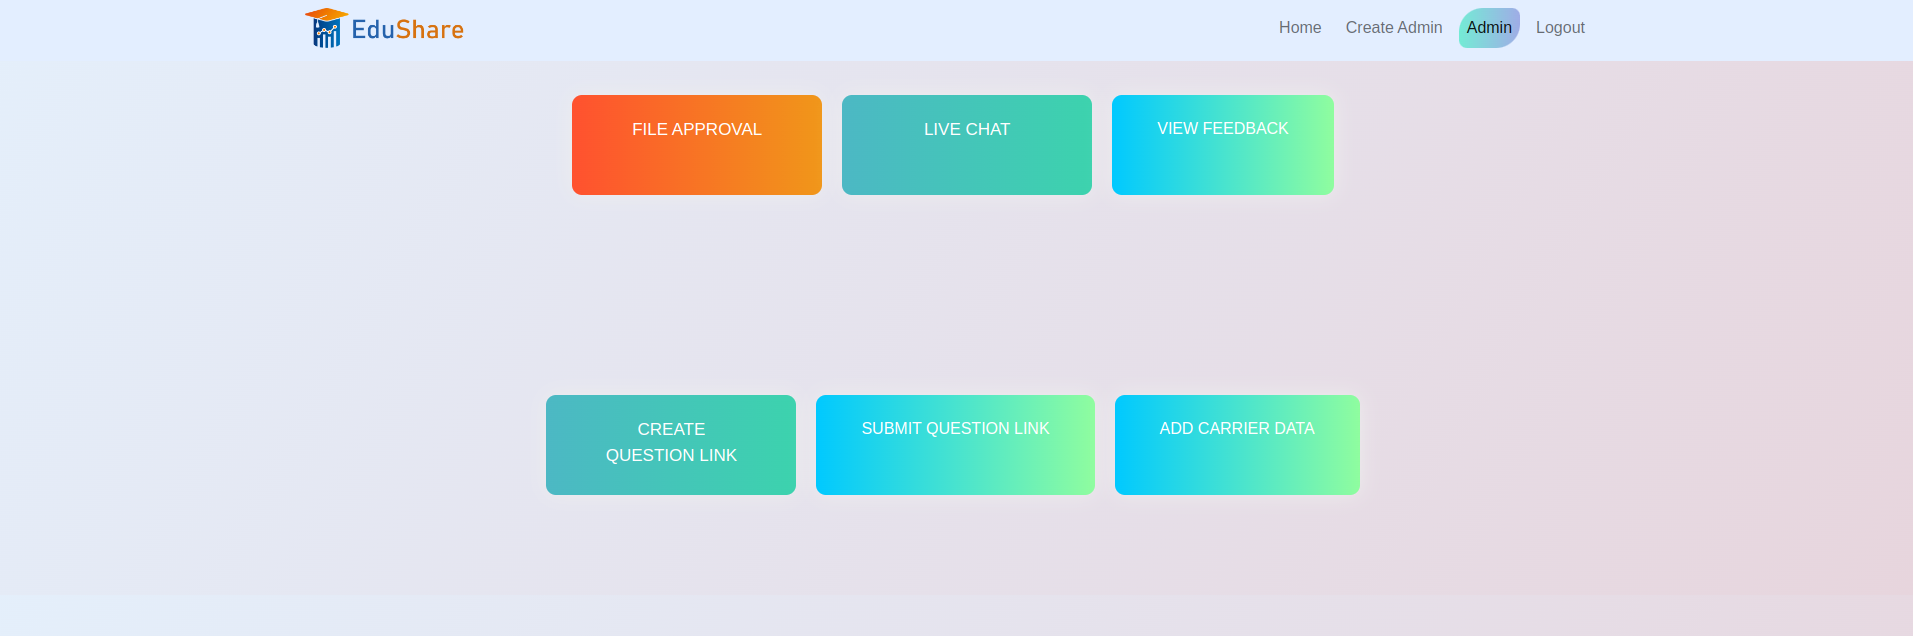 EduShare
Home Create Admin Admin Logout
FILE APPROVAL LIVE CHAT VIEW FEEDBACK
CREATE
QUESTION LINK
SUBMIT QUESTION LINK
ADD CARRIER DATA